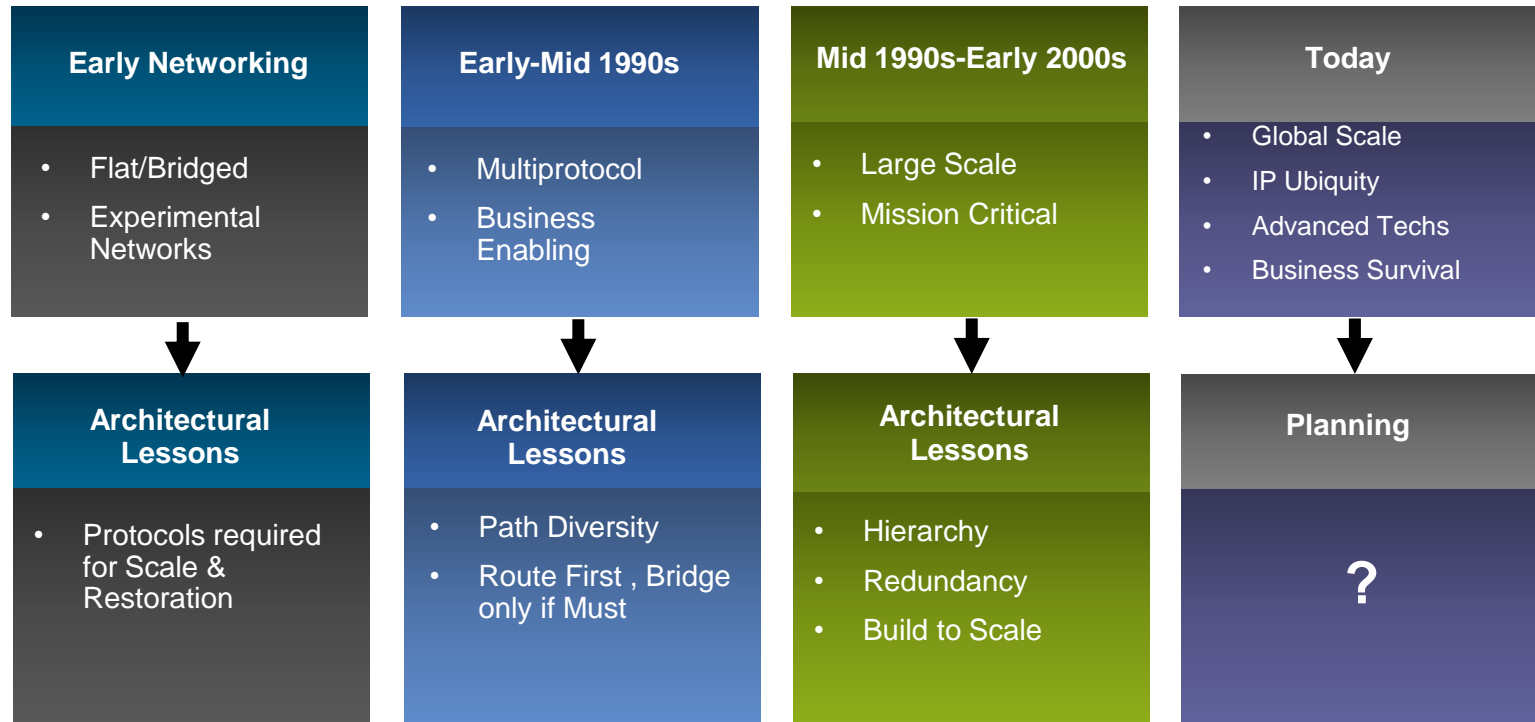 Early Networking
• Flat/Bridged
• Experimental
Networks
Early-Mid 1990s
• Multiprotocol
• Business
Enabling
Mid 1990s-Early 2000s
• Large Scale
• Mission Critical
Today
• Global Scale
• IP Ubiquity
• Advanced Techs
• Business Survival
Architectural
Lessons
• Protocols required
for Scale &
Restoration
Architectural
Lessons
• Path Diversity
• Route First , Bridge
only if Must
Architectural
Lessons
• Hierarchy
• Redundancy
• Build to Scale
Planning
?